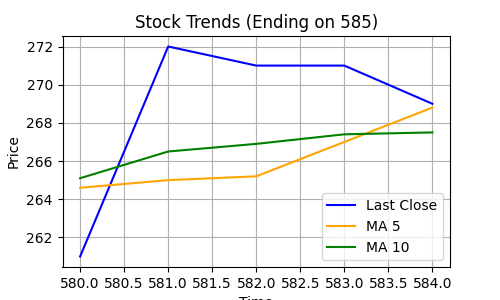 Stock Trends (Ending on 585)
272
270
268
266
264
262
Price
Last Close
MA 5
MA 10
580.0 580.5 581.0 581.5 582.0 582.5 583.0 583.5 584.0
Time